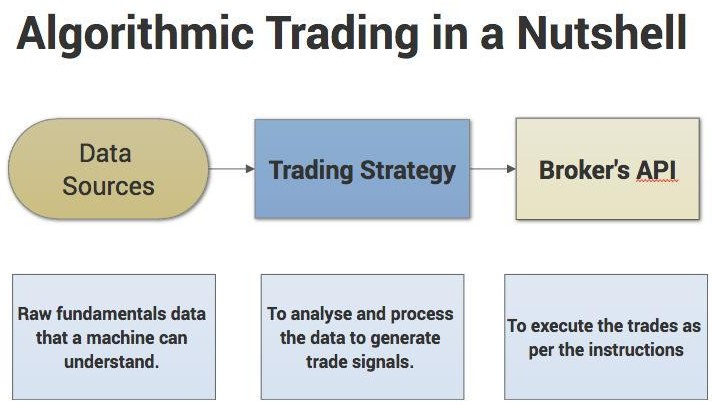 Algorithmic Trading in a Nutshell
Data
Sources
Trading Strategy
Broker's API
Raw fundamentals data
that a machine can
understand.
To analyse and process
the data to generate
trade signals.
To execute the trades as
per the instructions